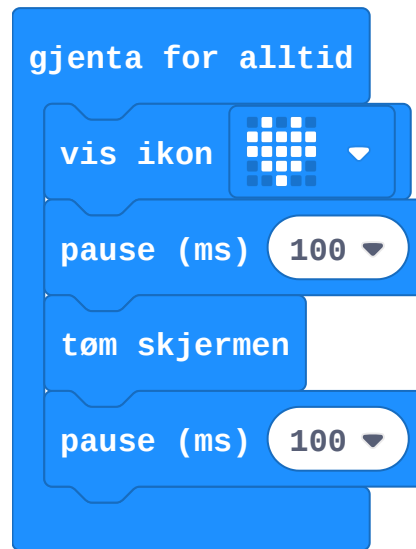 gjenta for alltid
vis ikon
pause (ms) 100
tøm skjermen
pause (ms) 100